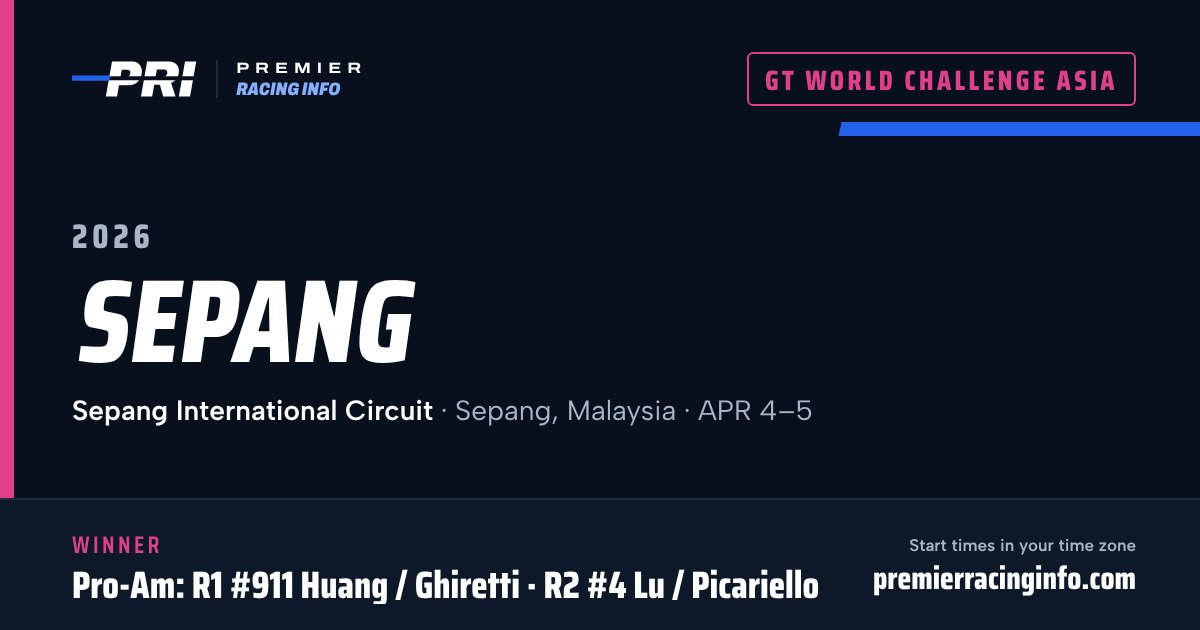 PRI
PREMIER
RACING INFO
GT WORLD CHALLENGE ASIA
2026
SEPANG
Sepang International Circuit · Sepang, Malaysia · APR 4–5
WINNER
Pro-Am: R1 #911 Huang / Ghiretti · R2 #4 Lu / Picariello
Start times in your time zone
premierracinginfo.com